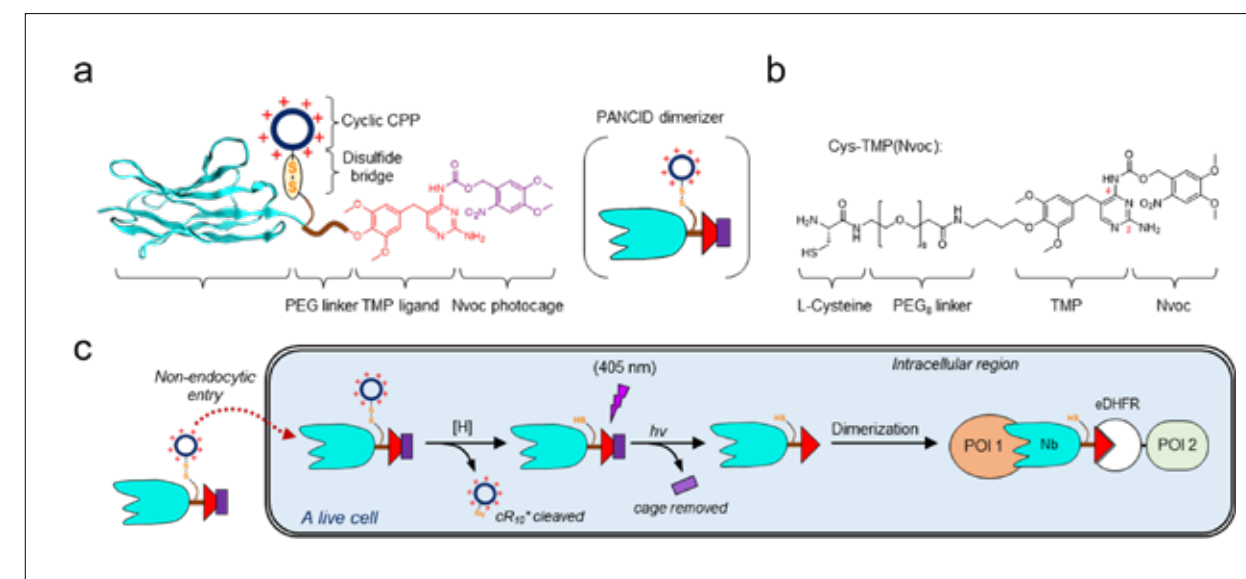 a
Cyclic CPP
Disulfide
bridge
S-S
PEG linker TMP ligand Nvoc photocage
PANCID dimerizer
b
Cys-TMP(Nvoc):
L-Cysteine
PEG8 linker
TMP
Nvoc
c
Non-endocytic
entry
A live cell
[H]
cR10* cleaved
(405 nm)
hν
cage removed
Intracellular region
Dimerization
POI 1
Nb
HS
eDHFR
POI 2